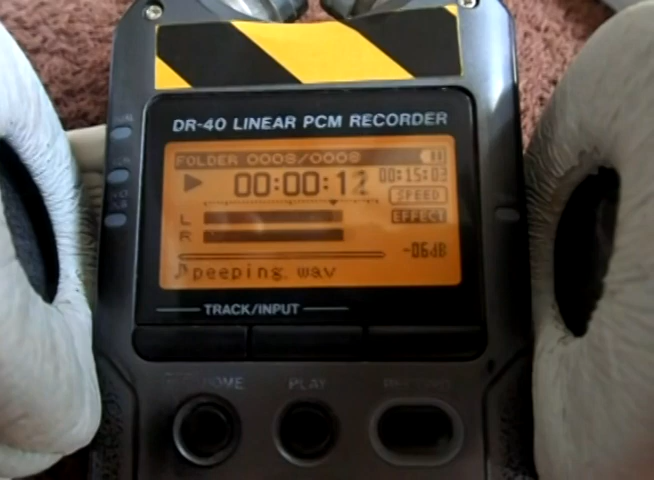 DR-40 LINEAR PCM RECORDER
FOLDER 0008/0008
00:00:12 00:15:03
SPEED
L
EFFECT
R
-06dB
peeping.wav
TRACK/INPUT
PLAY